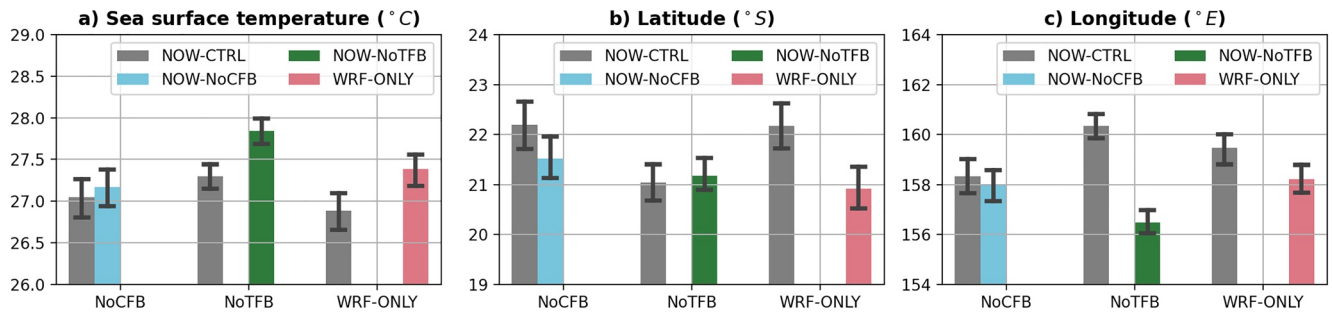 a) Sea surface temperature (°C)
29.0
28.5
28.0
27.5
27.0
26.5
26.0
NOW-CTRL
NOW-NoCFB
NOW-NoTFB
WRF-ONLY
NoCFB NoTFB WRF-ONLY
b) Latitude (°S)
24
23
22
21
20
19
NOW-CTRL
NOW-NoCFB
NOW-NoTFB
WRF-ONLY
NoCFB NoTFB WRF-ONLY
c) Longitude (°E)
164
162
160
158
156
154
NOW-CTRL
NOW-NoCFB
NOW-NoTFB
WRF-ONLY
NoCFB NoTFB WRF-ONLY